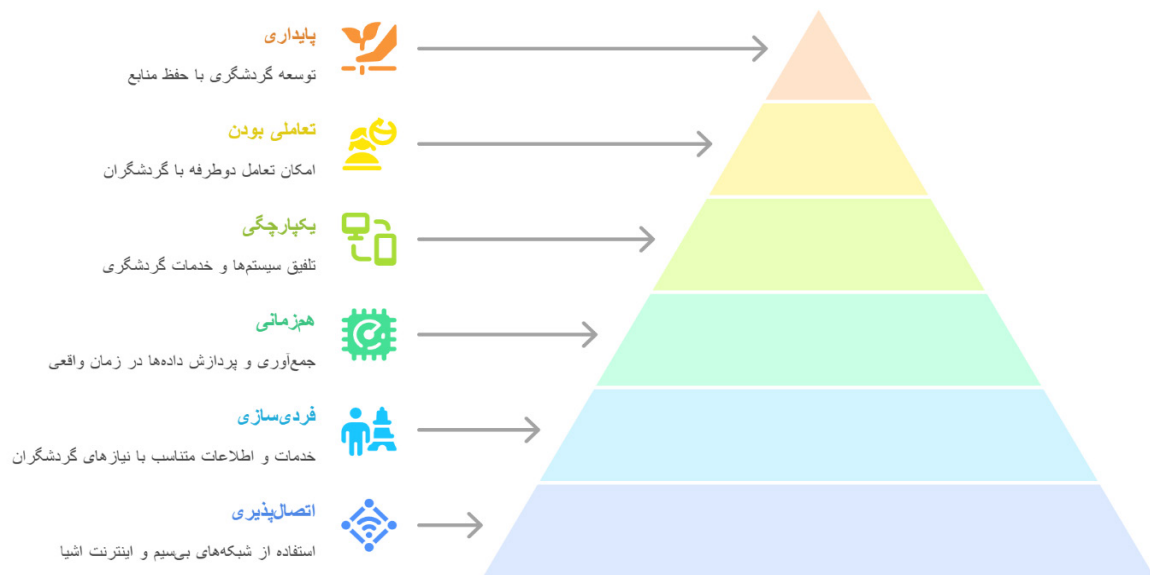 پایداری
توسعه گردشگری با حفظ منابع
تعاملی بودن
امکان تعامل دوطرفه با گردشگران
یکپارچگی
تلفیق سیستم‌ها و خدمات گردشگری
هم‌زمانی
جمع‌آوری و پردازش داده‌ها در زمان واقعی
فردی‌سازی
خدمات و اطلاعات متناسب با نیازهای گردشگران
اتصال‌پذیری
استفاده از شبکه‌های بی‌سیم و اینترنت اشیا